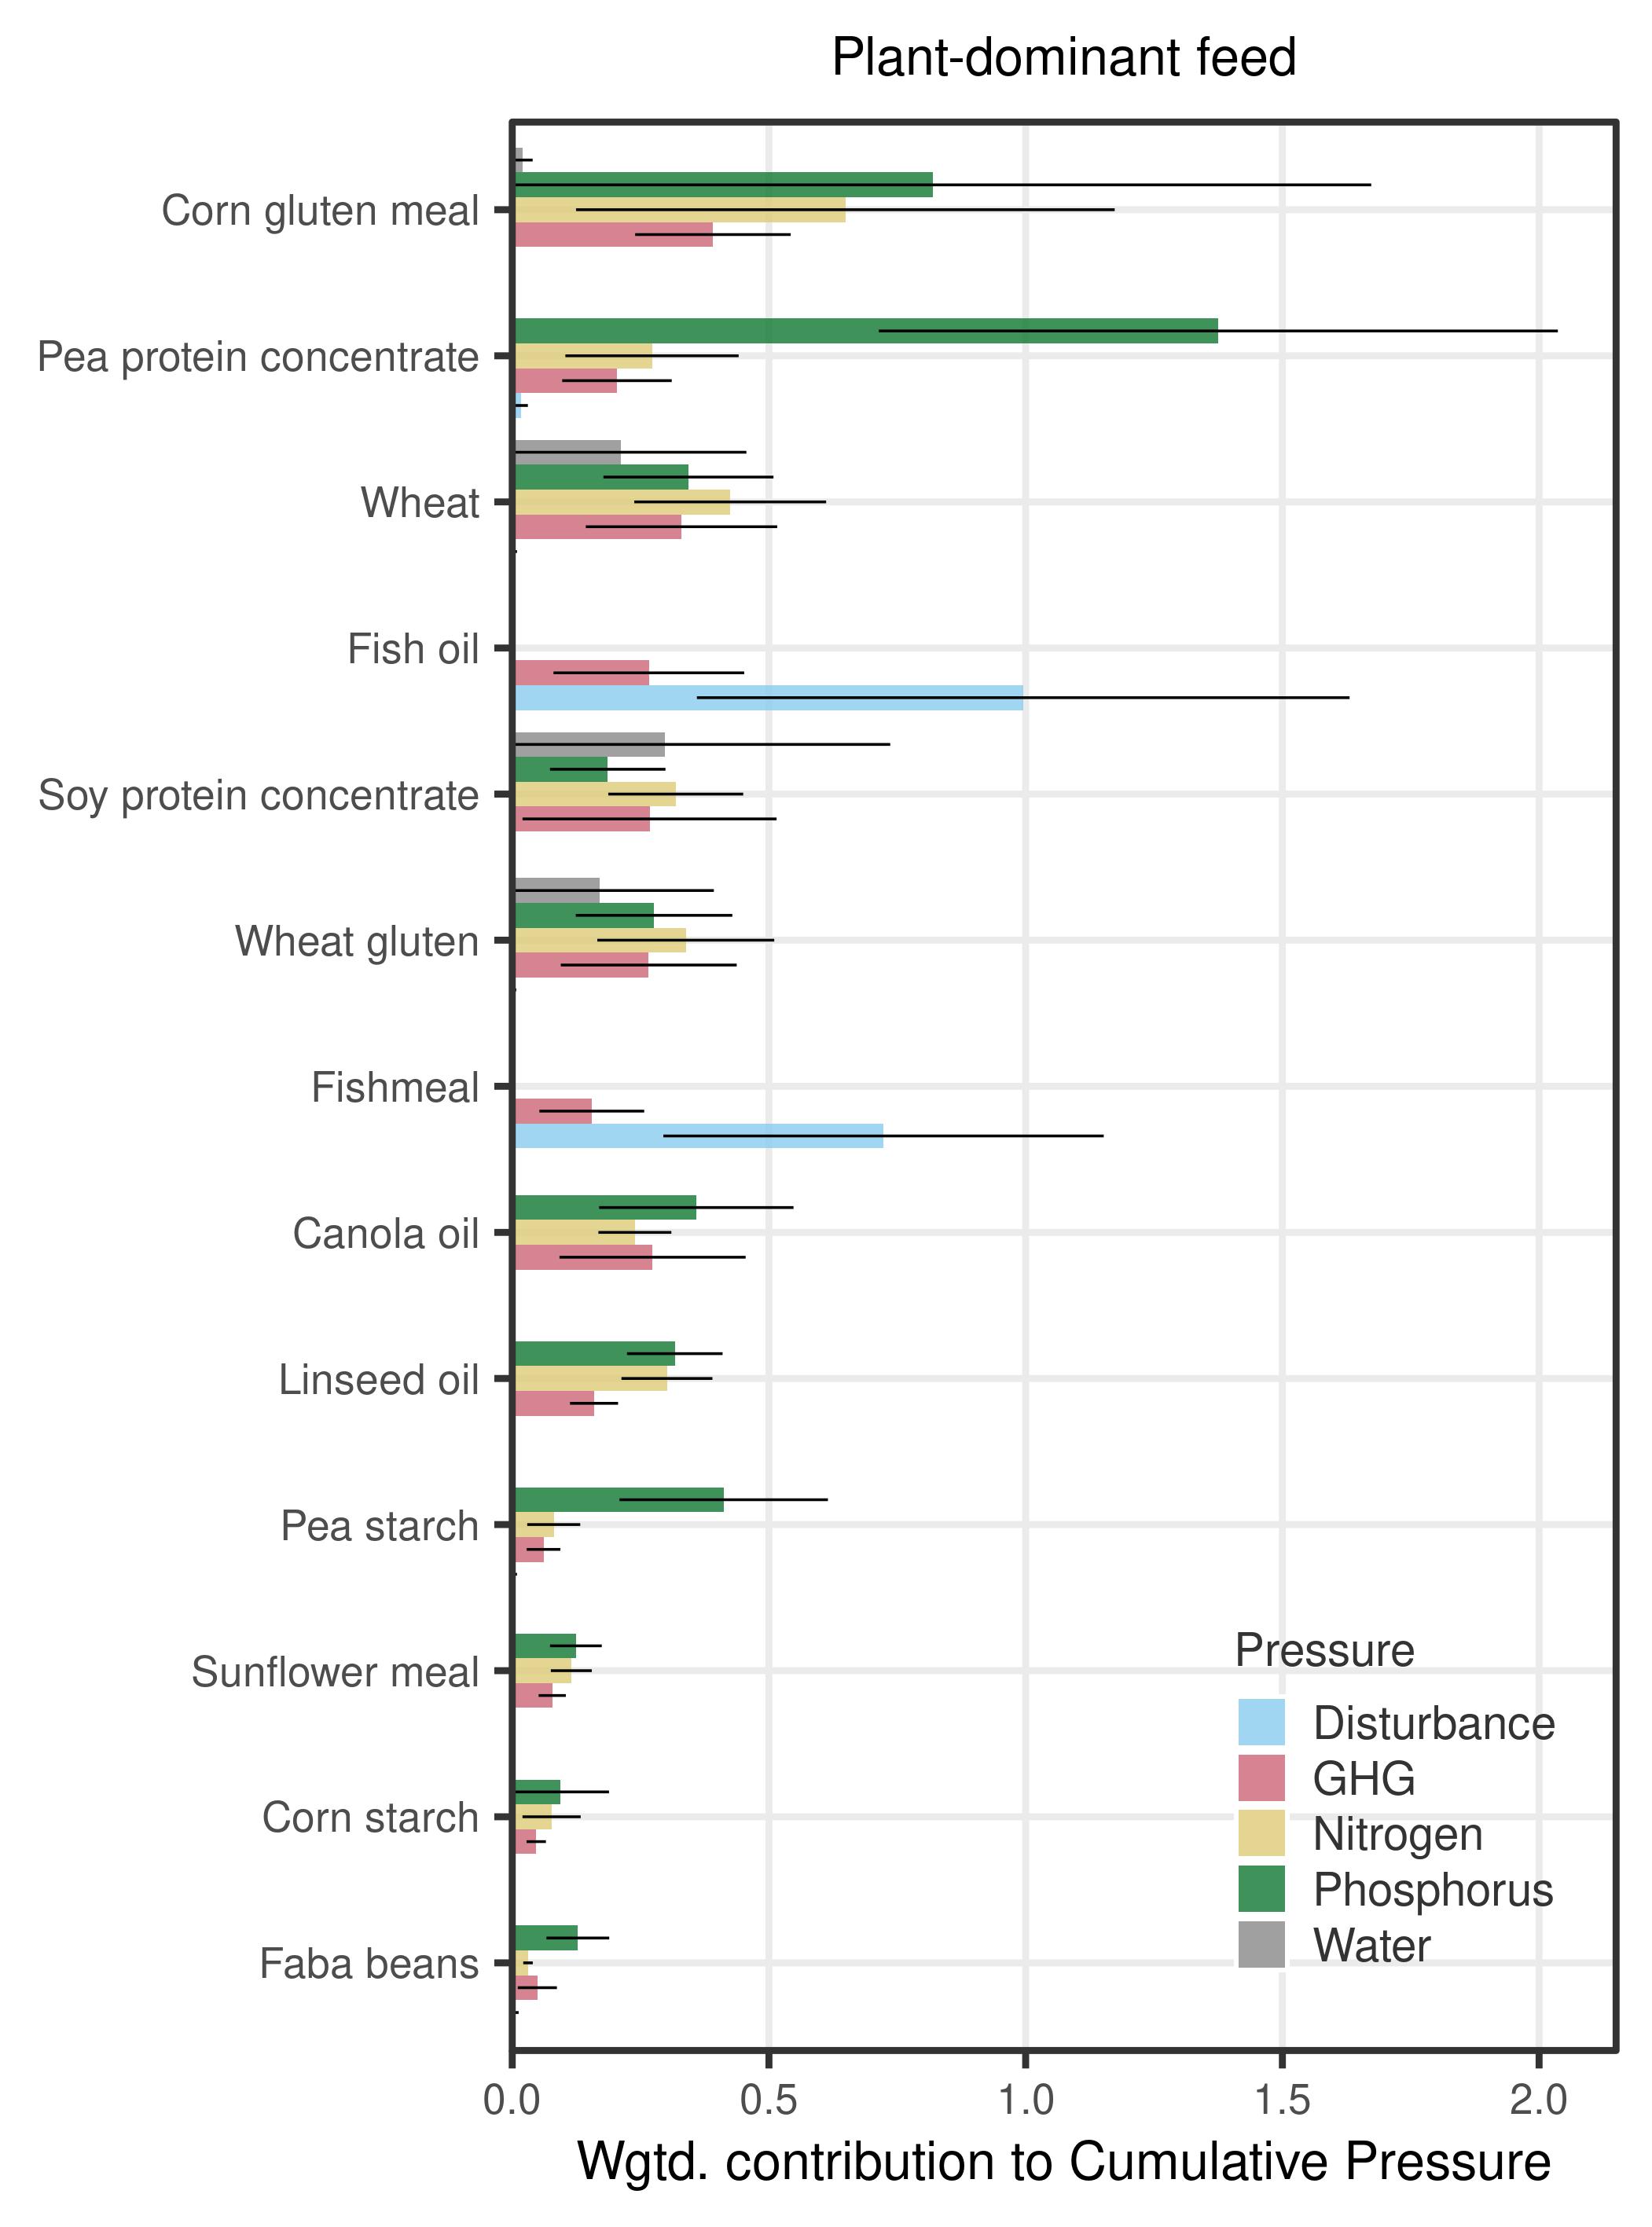 Plant-dominant feed
Corn gluten meal
Pea protein concentrate
Wheat
Fish oil
Soy protein concentrate
Wheat gluten
Fishmeal
Canola oil
Linseed oil
Pea starch
Sunflower meal
Corn starch
Faba beans
Pressure
Disturbance
GHG
Nitrogen
Phosphorus
Water
0.0 0.5 1.0 1.5 2.0
Wgtd. contribution to Cumulative Pressure